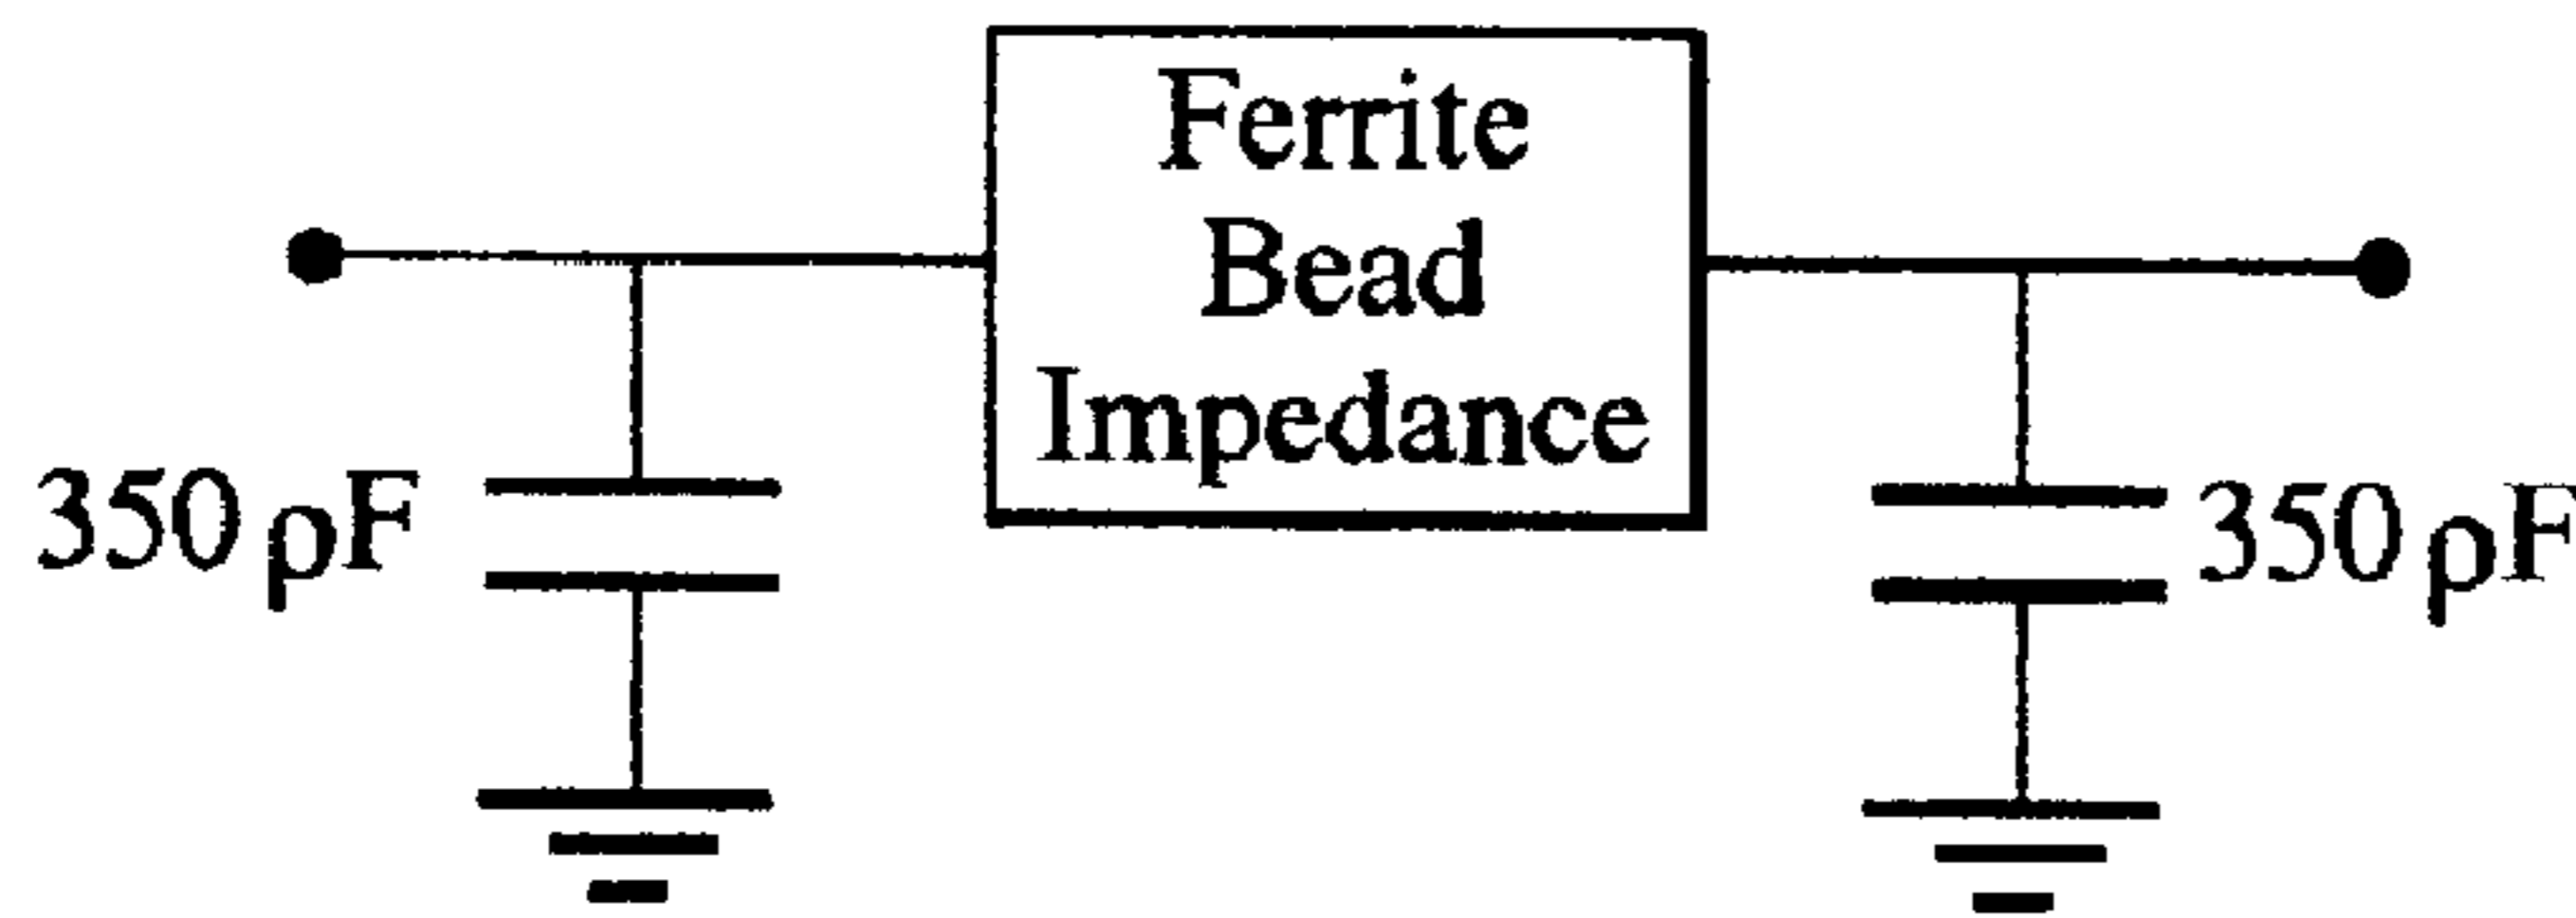 Ferrite
Bead
Impedance
350 ρF
350 ρF